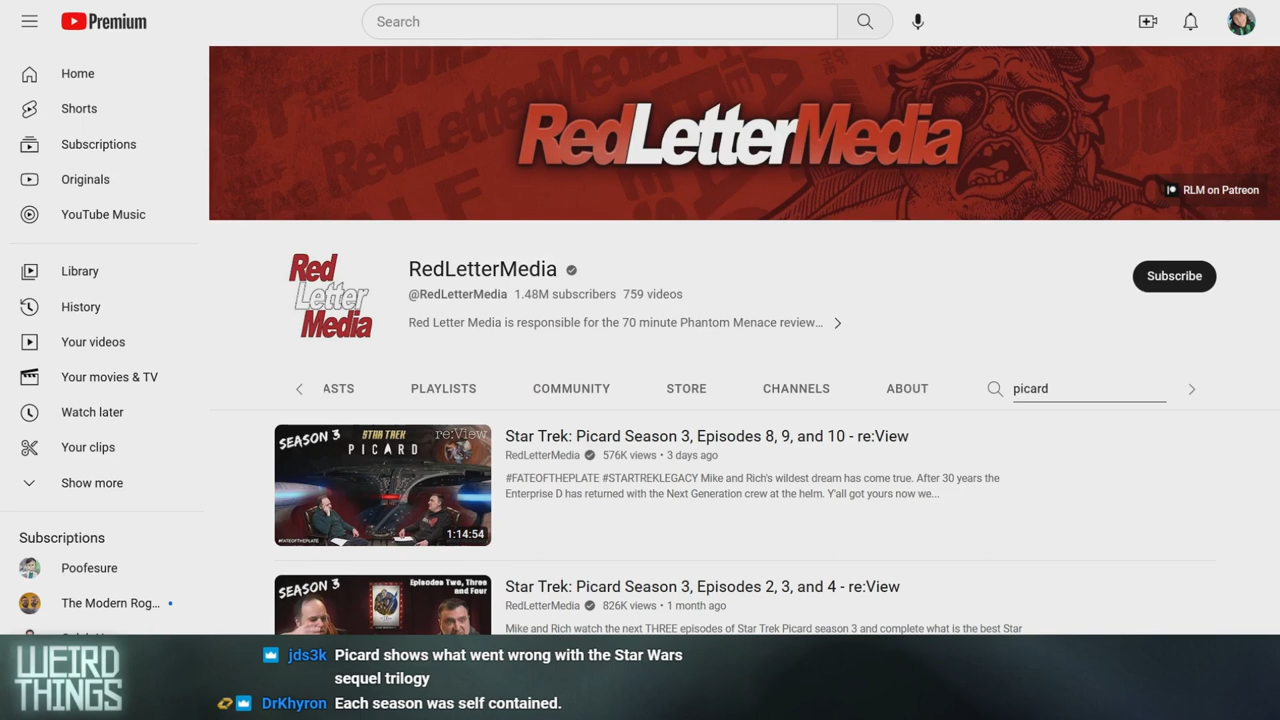 Premium
Search
Home
Shorts
Subscriptions
Originals
YouTube Music
Library
History
Your videos
Your movies & TV
Watch later
Your clips
Show more
Subscriptions
Poofesure
The Modern Rog...
RedLetterMedia
RLM on Patreon
Red
Letter
Media
RedLetterMedia
@RedLetterMedia 1.48M subscribers 759 videos
Red Letter Media is responsible for the 70 minute Phantom Menace review...
Subscribe
ASTS PLAYLISTS COMMUNITY STORE CHANNELS ABOUT picard
SEASON 3
STAR TREK
PICARD
re:View
#FATEOFTHEPLATE
1:14:54
Star Trek: Picard Season 3, Episodes 8, 9, and 10 - re:View
RedLetterMedia 576K views • 3 days ago
#FATEOFTHEPLATE #STARTREKLEGACY Mike and Rich's wildest dream has come true. After 30 years the
Enterprise D has returned with the Next Generation crew at the helm. Y'all got yours now we...
SEASON 3
Episodes Two, Three
and Four
Star Trek: Picard Season 3, Episodes 2, 3, and 4 - re:View
RedLetterMedia 826K views • 1 month ago
Mike and Rich watch the next THREE episodes of Star Trek Picard season 3 and complete what is the best Star
WEIRD
THINGS
jds3k Picard shows what went wrong with the Star Wars
sequel trilogy
DrKhyron Each season was self contained.